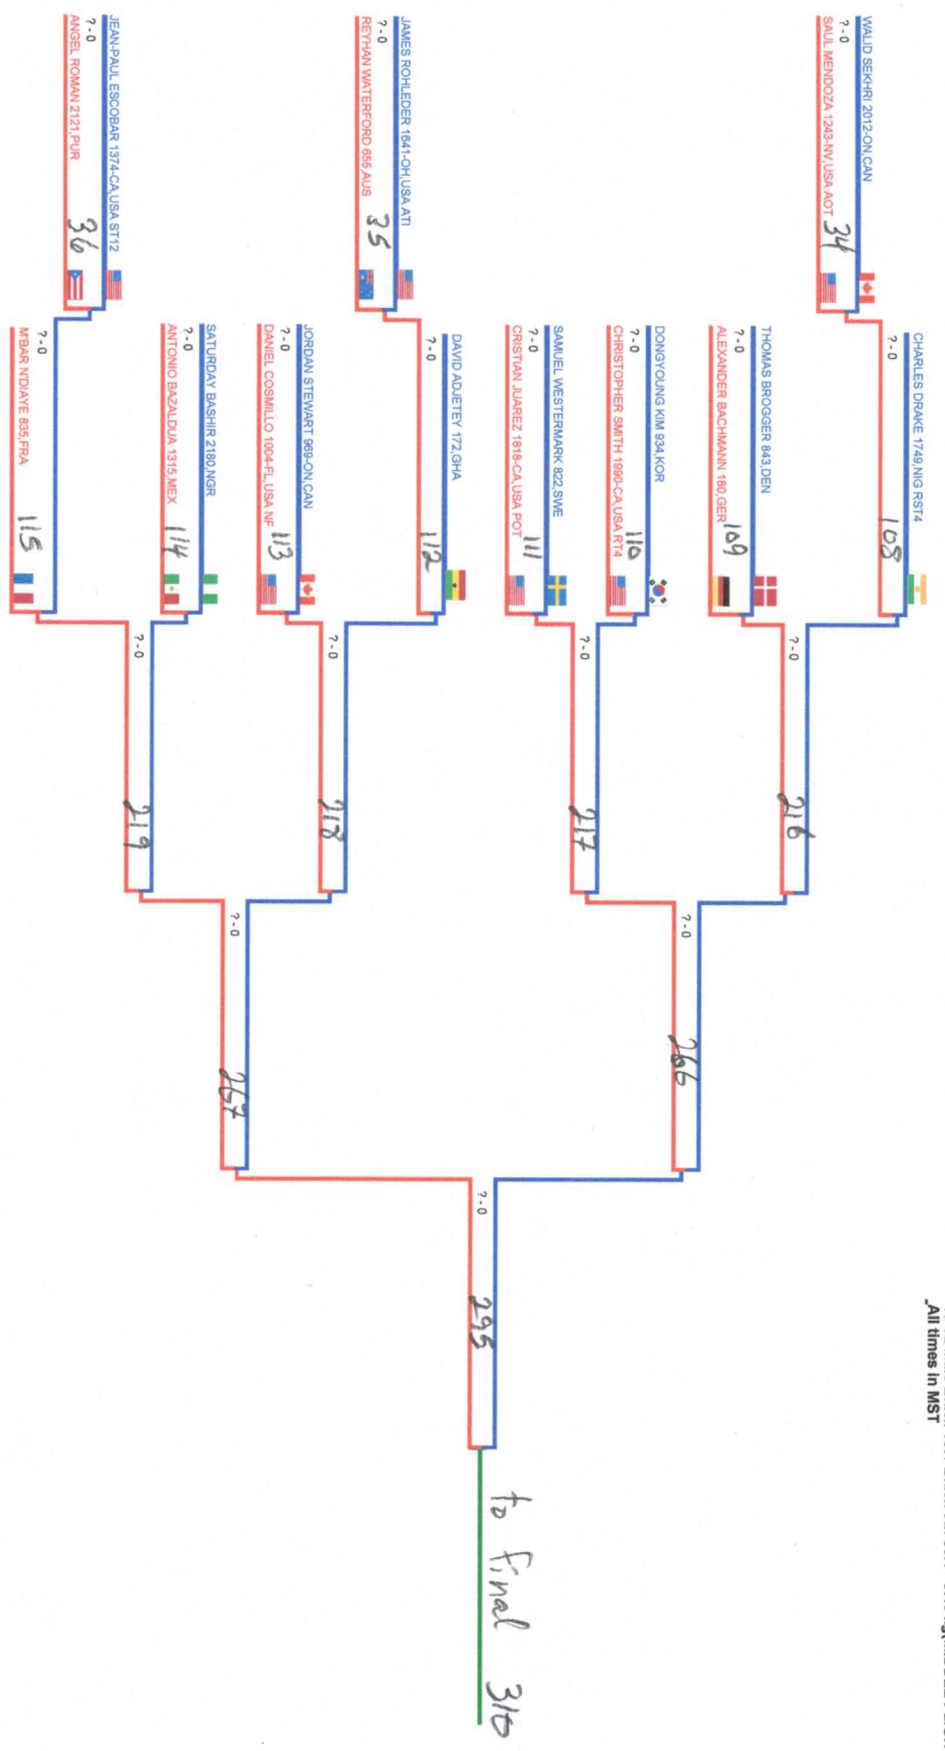 All times in MST
WALID SEKHRI 2012-ON,CAN
?-0
34
SAUL MENDOZA 1243-NV,USA AOT
CHARLES DRAKE 1749,NIG RST4
?-0
108
THOMAS BROGGER 843,DEN
?-0
109
ALEXANDER BACHMANN 180,GER
?-0
216
DONGYOUNG KIM 934,KOR
?-0
110
CHRISTOPHER SMITH 1990-CA,USA RT4
SAMUEL WESTERMARK 822,SWE
?-0
111
CRISTIAN JUAREZ 1818-CA,USA POT
?-0
217
?-0
266
JAMES ROHLEDER 1641-OH,USA ATI
?-0
35
REYHAN WATERFORD 655,AUS
DAVID ADJETEY 172,GHA
?-0
112
JORDAN STEWART 969-ON,CAN
?-0
113
DANIEL COSMILLO 1004-FL,USA NF
?-0
218
SATURDAY BASHIR 2180,NGR
?-0
114
ANTONIO BAZALDUA 1315,MEX
JEAN-PAUL ESCOBAR 1374-CA,USA ST12
?-0
36
ANGEL ROMAN 2121,PUR
?-0
115
M'BAR N'DIAYE 835,FRA
?-0
219
?-0
267
?-0
295
to final 310